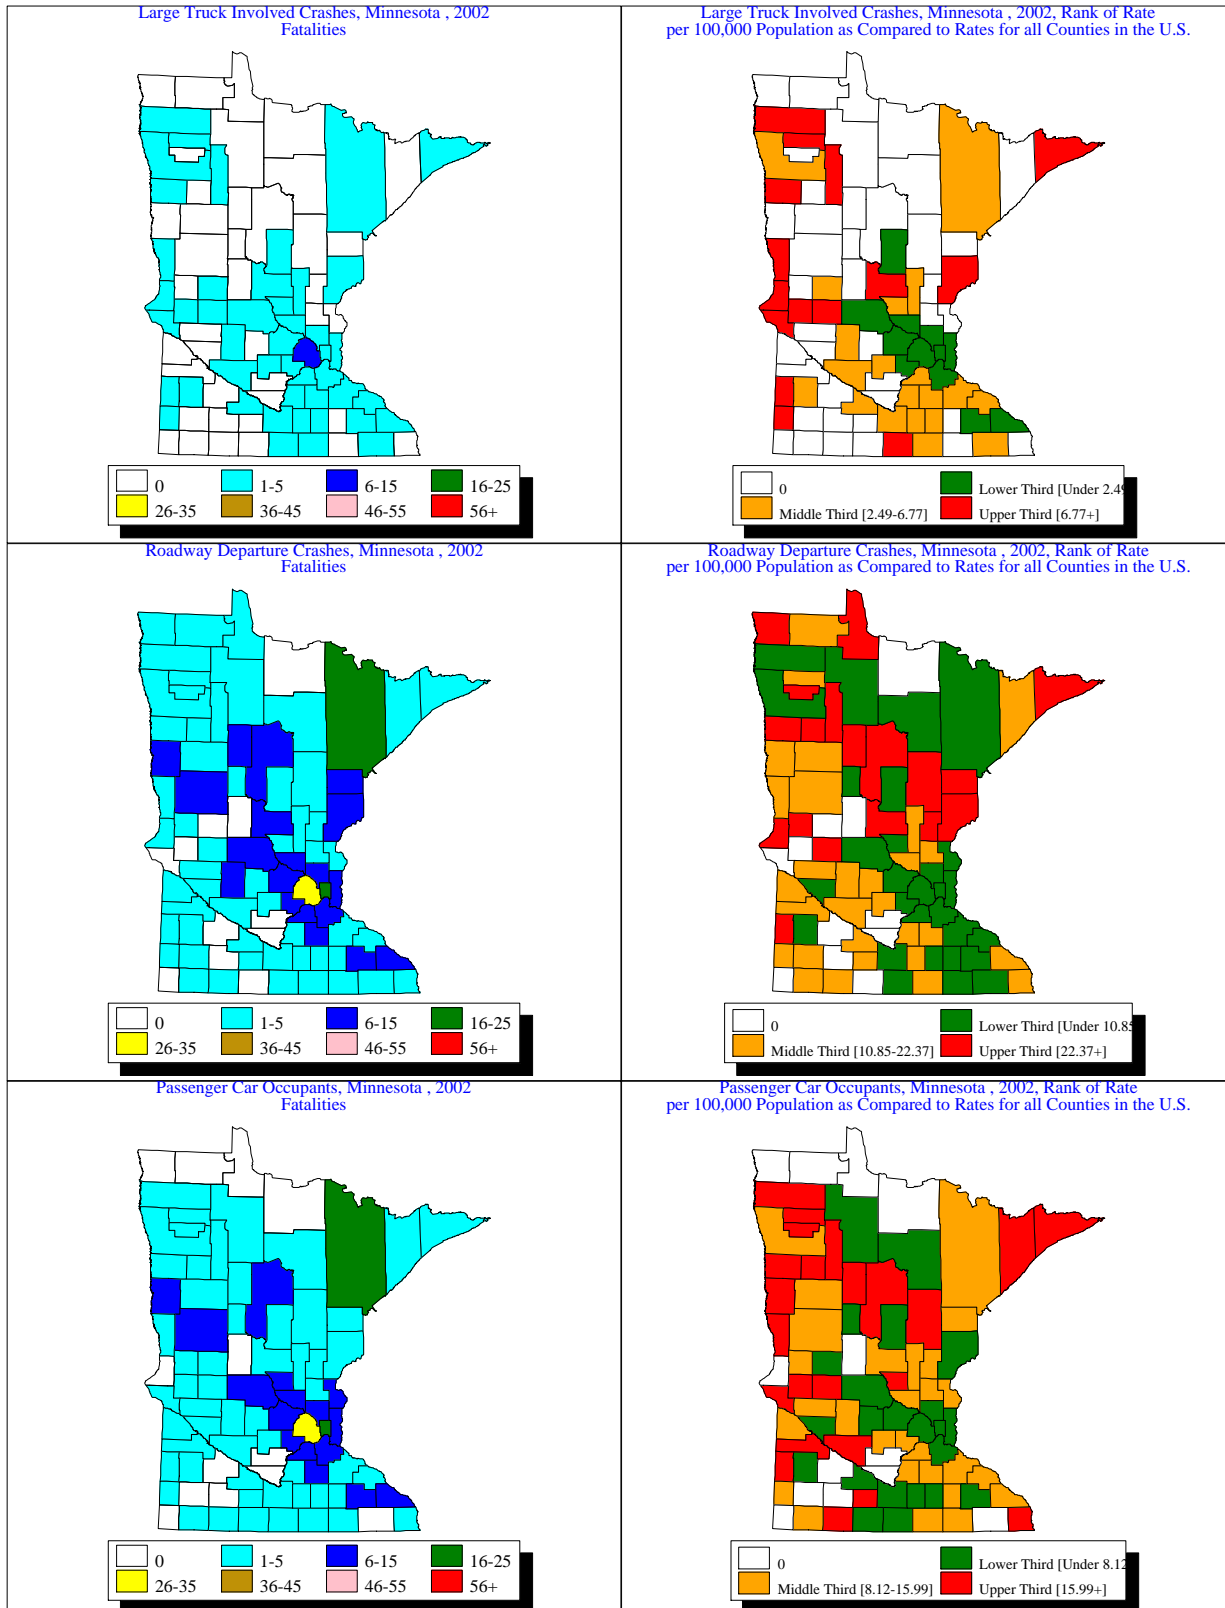 Large Truck Involved Crashes, Minnesota , 2002
Fatalities
0
1-5
6-15
16-25
26-35
36-45
46-55
56+
Large Truck Involved Crashes, Minnesota , 2002, Rank of Rate
per 100,000 Population as Compared to Rates for all Counties in the U.S.
0
Lower Third [Under 2.49
Middle Third [2.49-6.77]
Upper Third [6.77+]
Roadway Departure Crashes, Minnesota , 2002
Fatalities
0
1-5
6-15
16-25
26-35
36-45
46-55
56+
Roadway Departure Crashes, Minnesota , 2002, Rank of Rate
per 100,000 Population as Compared to Rates for all Counties in the U.S.
0
Lower Third [Under 10.85
Middle Third [10.85-22.37]
Upper Third [22.37+]
Passenger Car Occupants, Minnesota , 2002
Fatalities
0
1-5
6-15
16-25
26-35
36-45
46-55
56+
Passenger Car Occupants, Minnesota , 2002, Rank of Rate
per 100,000 Population as Compared to Rates for all Counties in the U.S.
0
Lower Third [Under 8.12
Middle Third [8.12-15.99]
Upper Third [15.99+]